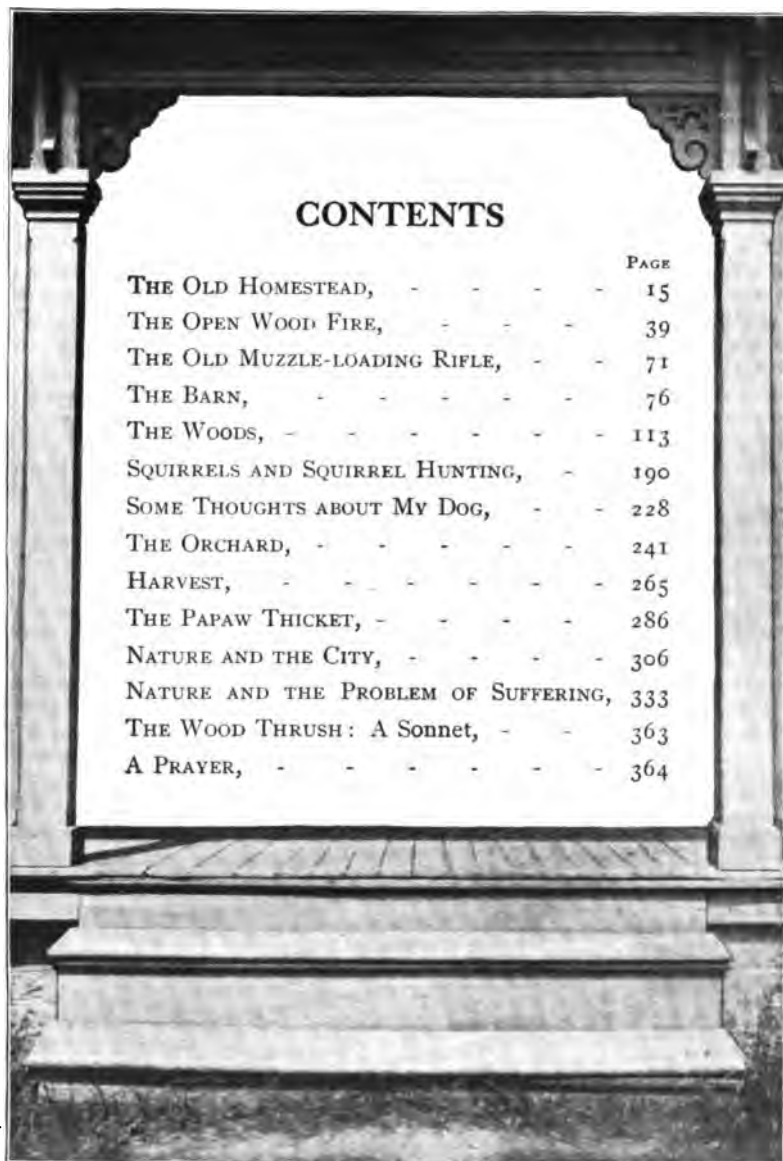 CONTENTS
PAGE
THE OLD HOMESTEAD, - - - - 15
THE OPEN WOOD FIRE, - - - 39
THE OLD MUZZLE-LOADING RIFLE, - - 71
THE BARN, - - - - - 76
THE WOODS, - - - - - - 113
SQUIRRELS AND SQUIRREL HUNTING, - 190
SOME THOUGHTS ABOUT MY DOG, - - 228
THE ORCHARD, - - - - - 241
HARVEST, - - - - - - 265
THE PAPAW THICKET, - - - - 286
NATURE AND THE CITY, - - - - 306
NATURE AND THE PROBLEM OF SUFFERING, 333
THE WOOD THRUSH: A Sonnet, - - 363
A PRAYER, - - - - - - 364